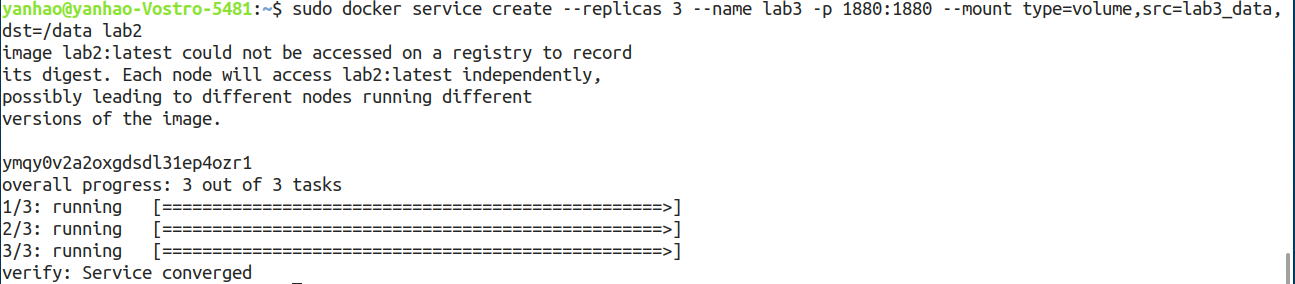 yanhao@yanhao-Vostro-5481:~$ sudo docker service create --replicas 3 --name lab3 -p 1880:1880 --mount type=volume,src=lab3_data,
dst=/data lab2
image lab2:latest could not be accessed on a registry to record
its digest. Each node will access lab2:latest independently,
possibly leading to different nodes running different
versions of the image.

ymqy0v2a2oxgdsdl31ep4ozr1
overall progress: 3 out of 3 tasks
1/3: running   [==================================================>]
2/3: running   [==================================================>]
3/3: running   [==================================================>]
verify: Service converged